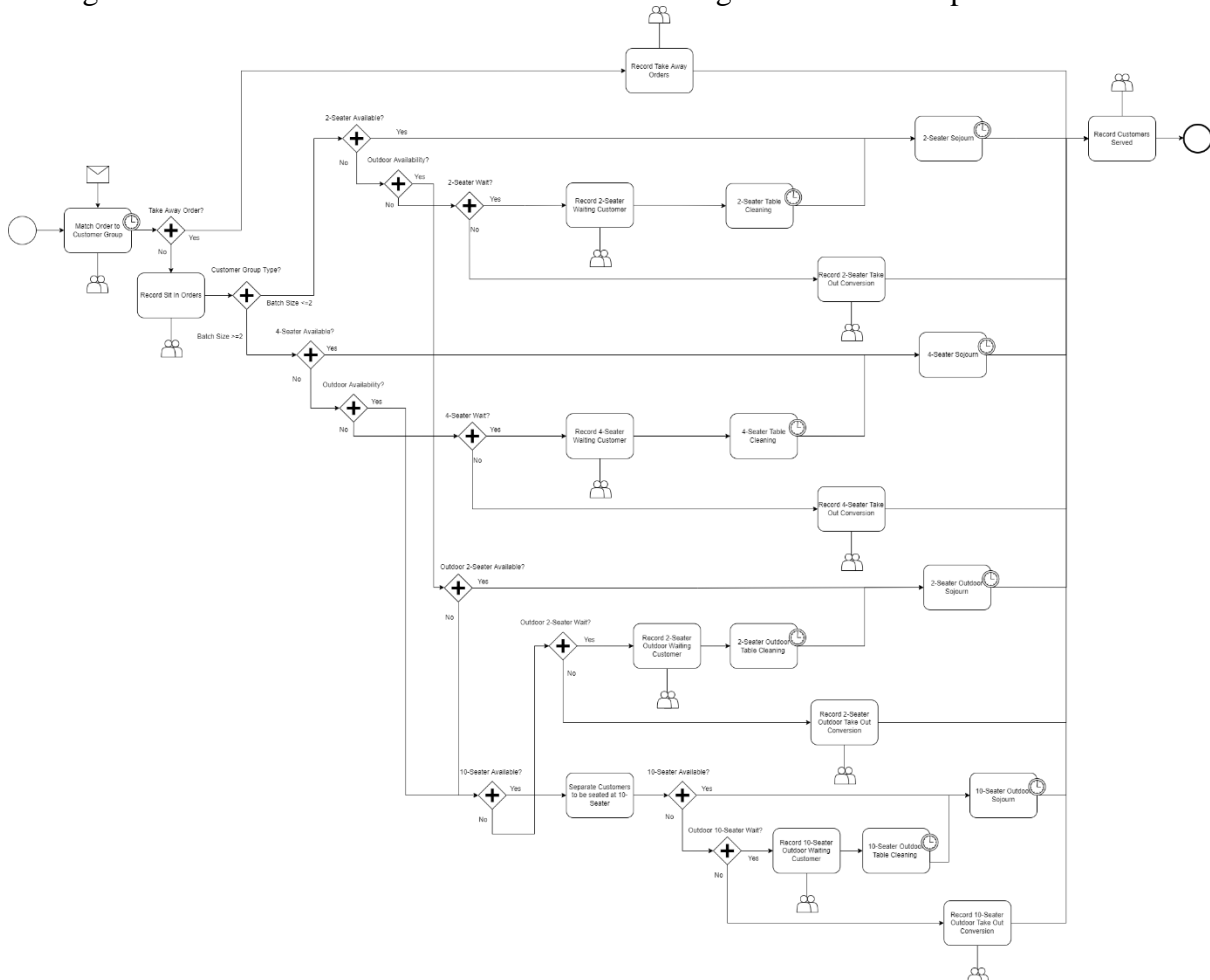 Record Take Away
Orders
2-Seater Available?
Yes
No
2-Seater Sojourn
Record Customers
Served
Outdoor Availability?
Yes
No
2-Seater Wait?
Yes
No
Record 2-Seater
Waiting Customer
2-Seater Table
Cleaning
Match Order to
Customer Group
Take Away Order?
Yes
No
Record Sit In Orders
Customer Group Type?
Batch Size <=2
Batch Size >=2
Record 2-Seater Take
Out Conversion
4-Seater Available?
Yes
No
4-Seater Sojourn
Outdoor Availability?
Yes
No
4-Seater Wait?
Yes
No
Record 4-Seater
Waiting Customer
4-Seater Table
Cleaning
Record 4-Seater Take
Out Conversion
Outdoor 2-Seater Available?
Yes
No
2-Seater Outdoor
Sojourn
Outdoor 2-Seater Wait?
Yes
No
Record 2-Seater
Outdoor Waiting
Customer
2-Seater Outdoor
Table Cleaning
Record 2-Seater
Outdoor Take Out
Conversion
10-Seater Available?
Yes
No
Separate Customers
to be seated at 10-
Seater
10-Seater Available?
Yes
No
10-Seater Outdoor
Sojourn
Outdoor 10-Seater Wait?
Yes
No
Record 10-Seater
Outdoor Waiting
Customer
10-Seater Outdoor
Table Cleaning
Record 10-Seater
Outdoor Take Out
Conversion